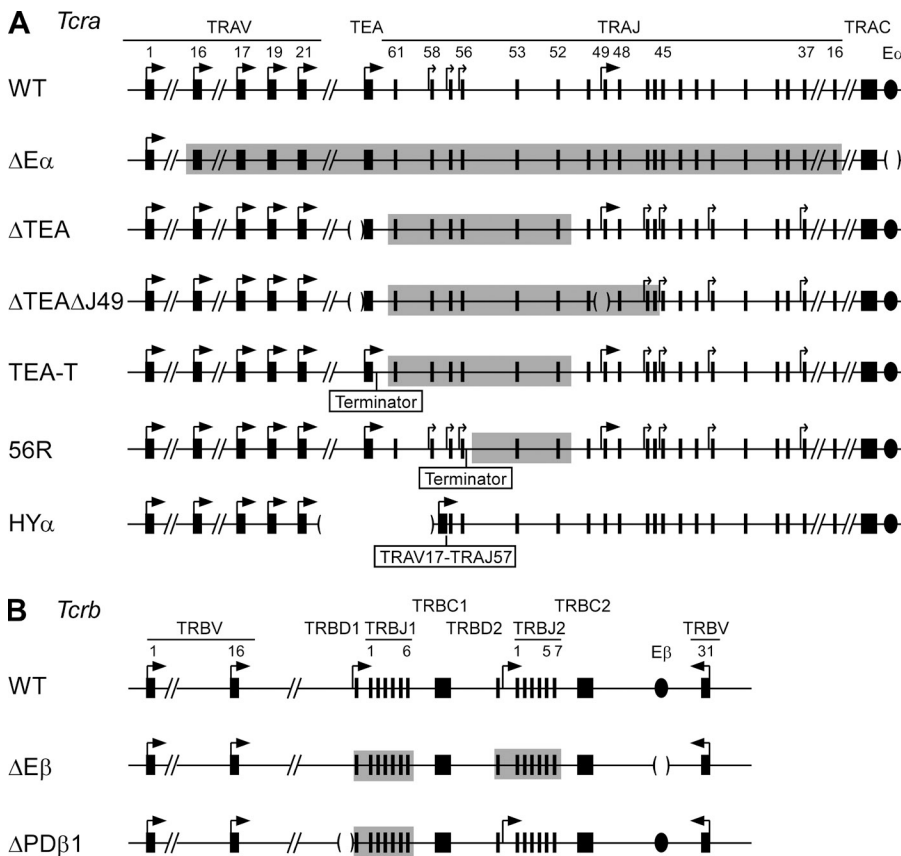 A Tcra TRAV TEA TRAJ TRAC
1 16 17 19 21 61 58 56 53 52 49 48 45 37 16 Eα
WT
ΔEα
ΔTEA
ΔTEAΔJ49
TEA-T
Terminator
56R
Terminator
HYα
TRAV17-TRAJ57
B Tcrb
TRBC1 TRBC2
TRBV TRBD1 TRBJ1 TRBD2 TRBJ2 TRBV
1 16 1 6 1 5 7 Eβ 31
WT
ΔEβ
ΔPDβ1